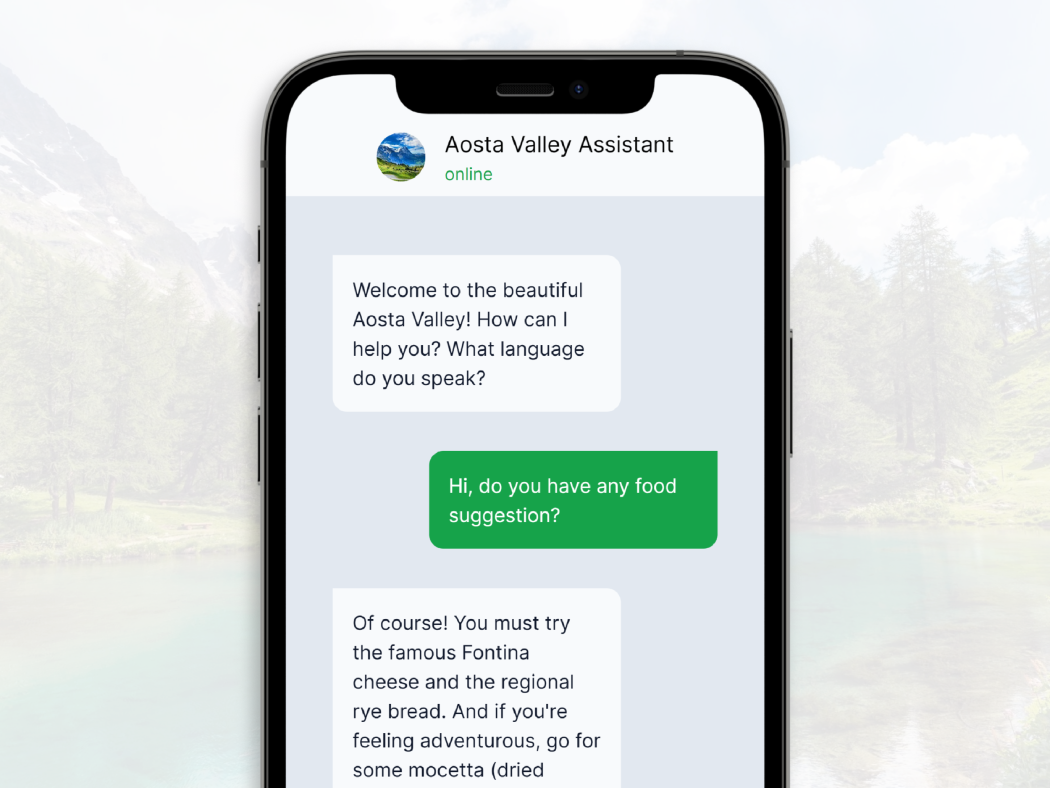 Aosta Valley Assistant
online
Welcome to the beautiful
Aosta Valley! How can I
help you? What language
do you speak?
Hi, do you have any food
suggestion?
Of course! You must try
the famous Fontina
cheese and the regional
rye bread. And if you're
feeling adventurous, go for
some mocetta (dried